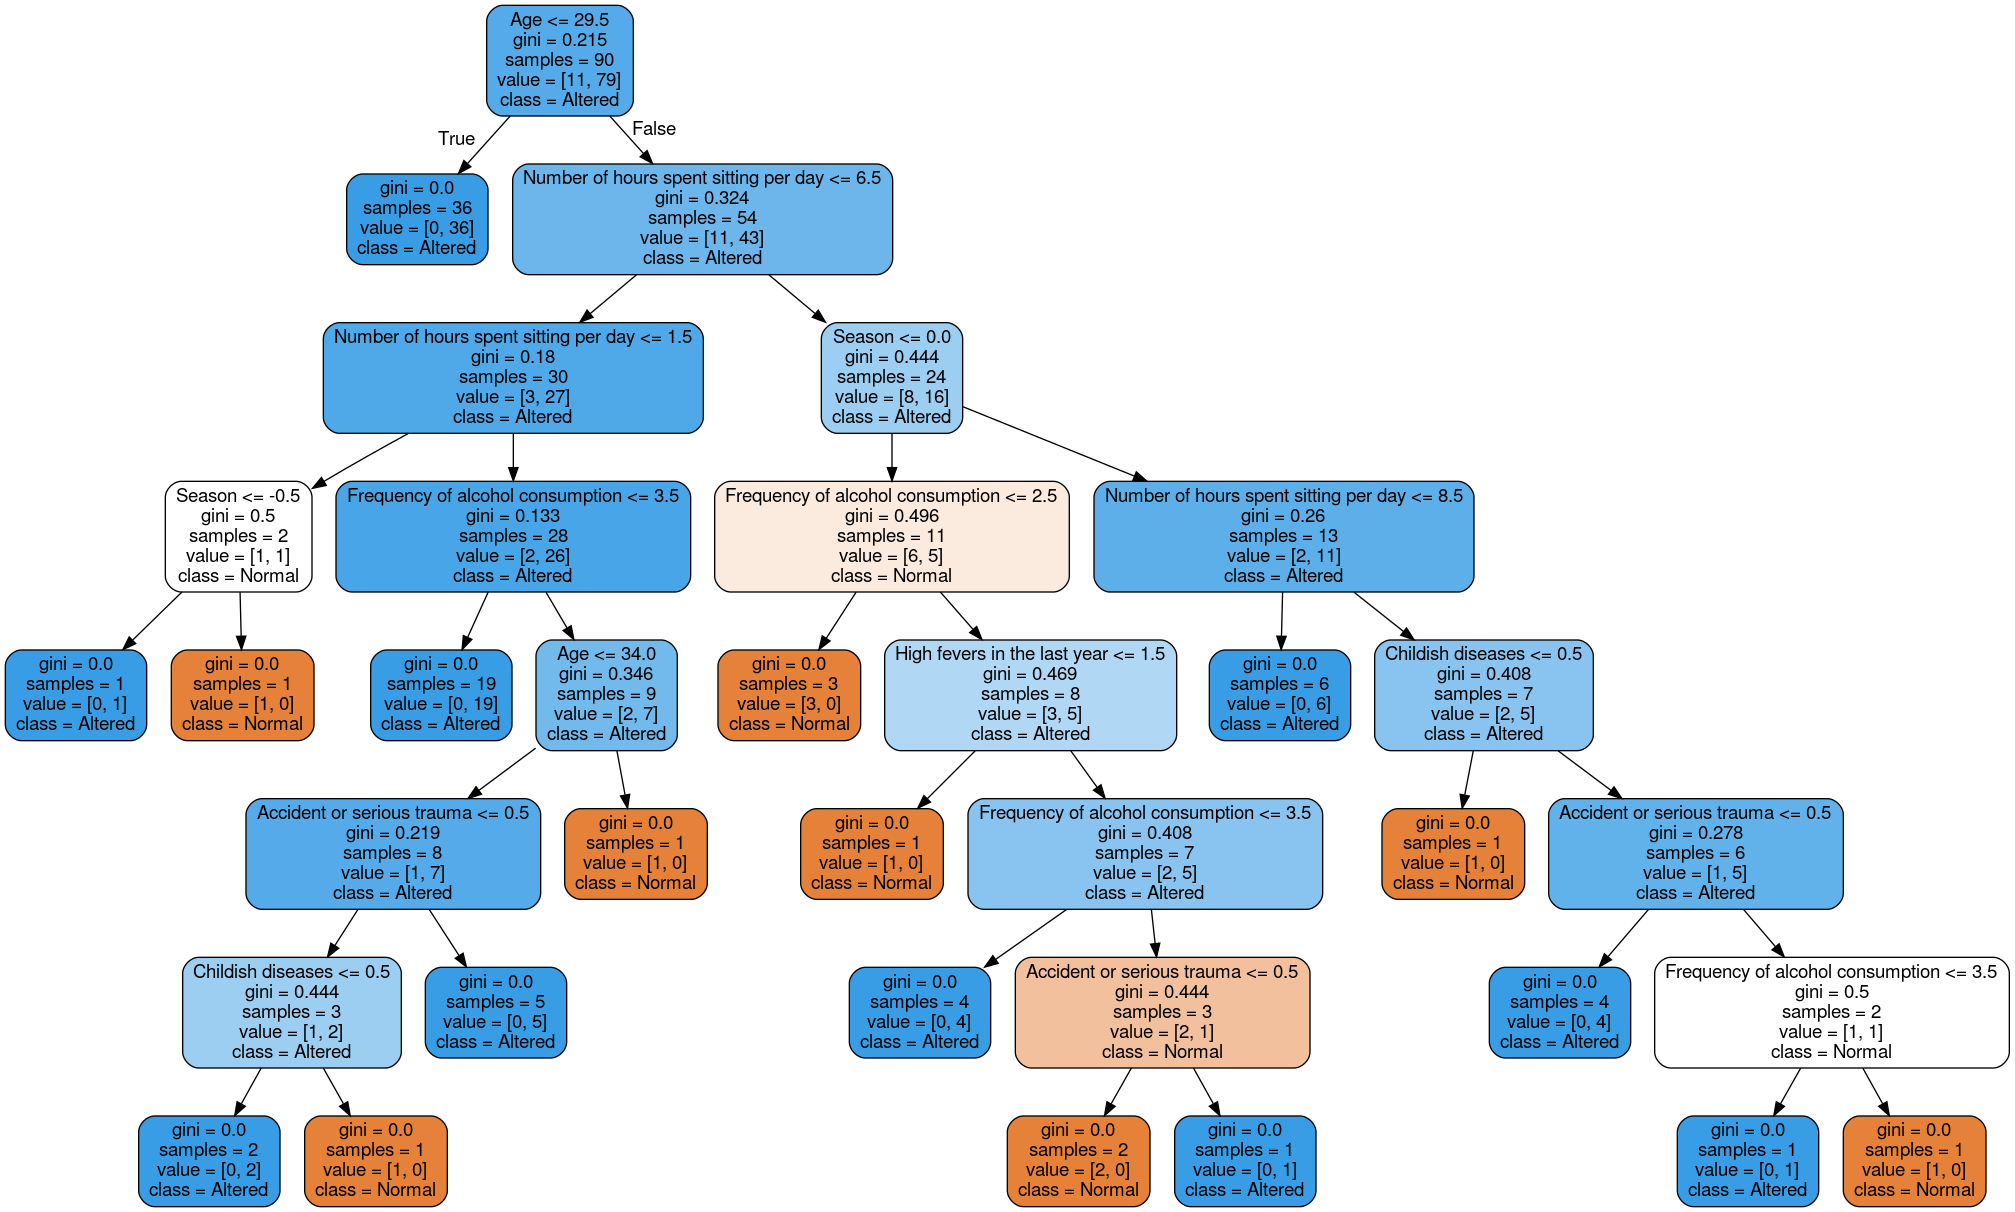 Age <= 29.5
gini = 0.215
samples = 90
value = [11, 79]
class = Altered
True
False
gini = 0.0
samples = 36
value = [0, 36]
class = Altered
Number of hours spent sitting per day <= 6.5
gini = 0.324
samples = 54
value = [11, 43]
class = Altered
Number of hours spent sitting per day <= 1.5
gini = 0.18
samples = 30
value = [3, 27]
class = Altered
Season <= 0.0
gini = 0.444
samples = 24
value = [8, 16]
class = Altered
Season <= -0.5
gini = 0.5
samples = 2
value = [1, 1]
class = Normal
Frequency of alcohol consumption <= 3.5
gini = 0.133
samples = 28
value = [2, 26]
class = Altered
Frequency of alcohol consumption <= 2.5
gini = 0.496
samples = 11
value = [6, 5]
class = Normal
Number of hours spent sitting per day <= 8.5
gini = 0.26
samples = 13
value = [2, 11]
class = Altered
gini = 0.0
samples = 1
value = [0, 1]
class = Altered
gini = 0.0
samples = 1
value = [1, 0]
class = Normal
gini = 0.0
samples = 19
value = [0, 19]
class = Altered
Age <= 34.0
gini = 0.346
samples = 9
value = [2, 7]
class = Altered
gini = 0.0
samples = 3
value = [3, 0]
class = Normal
High fevers in the last year <= 1.5
gini = 0.469
samples = 8
value = [3, 5]
class = Altered
gini = 0.0
samples = 6
value = [0, 6]
class = Altered
Childish diseases <= 0.5
gini = 0.408
samples = 7
value = [2, 5]
class = Altered
Accident or serious trauma <= 0.5
gini = 0.219
samples = 8
value = [1, 7]
class = Altered
gini = 0.0
samples = 1
value = [1, 0]
class = Normal
gini = 0.0
samples = 1
value = [1, 0]
class = Normal
Frequency of alcohol consumption <= 3.5
gini = 0.408
samples = 7
value = [2, 5]
class = Altered
gini = 0.0
samples = 1
value = [1, 0]
class = Normal
Accident or serious trauma <= 0.5
gini = 0.278
samples = 6
value = [1, 5]
class = Altered
Childish diseases <= 0.5
gini = 0.444
samples = 3
value = [1, 2]
class = Altered
gini = 0.0
samples = 5
value = [0, 5]
class = Altered
gini = 0.0
samples = 4
value = [0, 4]
class = Altered
Accident or serious trauma <= 0.5
gini = 0.444
samples = 3
value = [2, 1]
class = Normal
gini = 0.0
samples = 4
value = [0, 4]
class = Altered
Frequency of alcohol consumption <= 3.5
gini = 0.5
samples = 2
value = [1, 1]
class = Normal
gini = 0.0
samples = 2
value = [0, 2]
class = Altered
gini = 0.0
samples = 1
value = [1, 0]
class = Normal
gini = 0.0
samples = 2
value = [2, 0]
class = Normal
gini = 0.0
samples = 1
value = [0, 1]
class = Altered
gini = 0.0
samples = 1
value = [0, 1]
class = Altered
gini = 0.0
samples = 1
value = [1, 0]
class = Normal